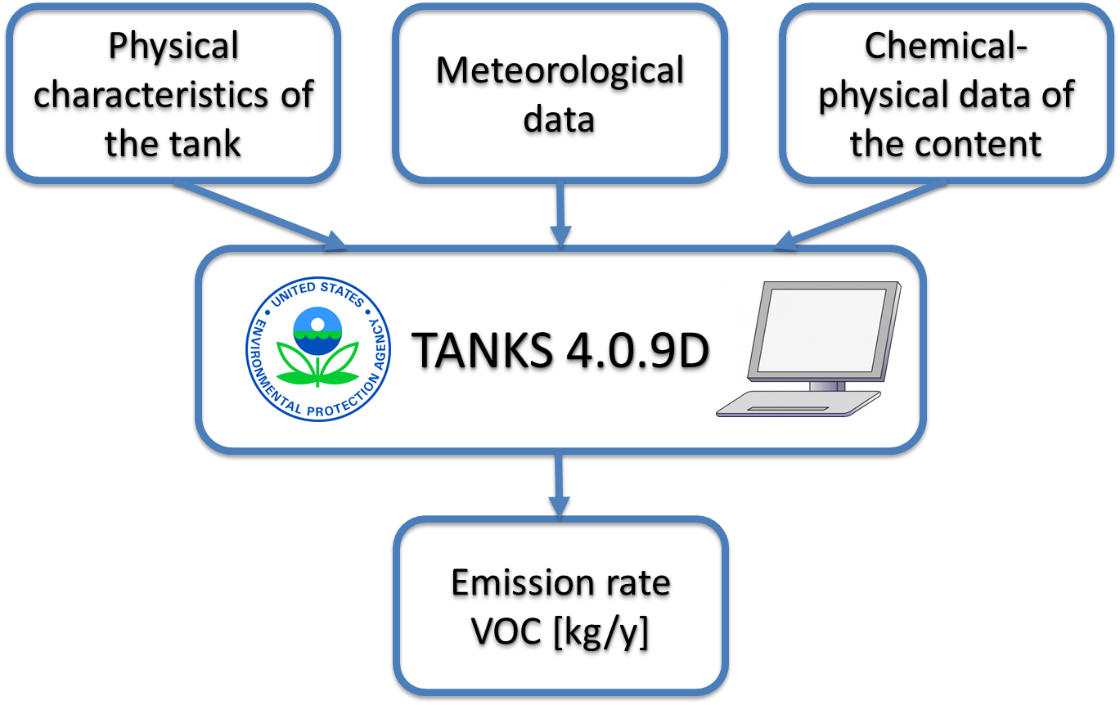 Physical
characteristics of
the tank
Meteorological
data
Chemical-
physical data of
the content
UNITED STATES
ENVIRONMENTAL PROTECTION AGENCY
TANKS 4.0.9D
Emission rate
VOC [kg/y]